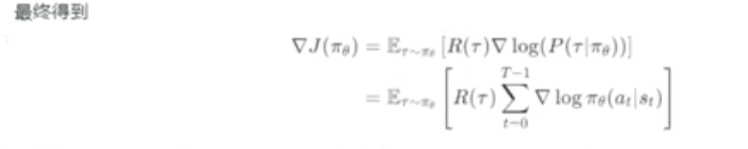 最终得到
∇J(π_θ) = 𝔼_{τ∼π_θ} [R(τ)∇ log(P(τ|π_θ))]
= 𝔼_{τ∼π_θ} [R(τ) ∑_{t=0}^{T−1} ∇ log π_θ(a_t|s_t)]